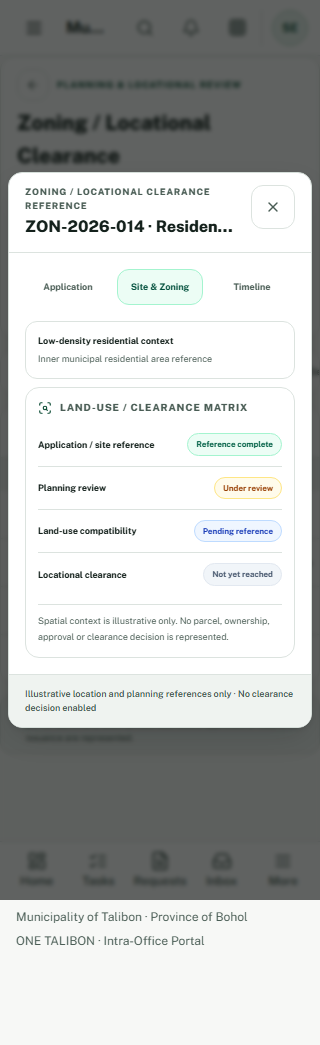 Mu...
SE
PLANNING & LOCATIONAL REVIEW
Zoning / Locational
Clearance
ZONING / LOCATIONAL CLEARANCE
REFERENCE
ZON-2026-014 · Residen...
Application
Site & Zoning
Timeline
Low-density residential context
Inner municipal residential area reference
LAND-USE / CLEARANCE MATRIX
Application / site reference
Reference complete
Planning review
Under review
Land-use compatibility
Pending reference
Locational clearance
Not yet reached
Spatial context is illustrative only. No parcel, ownership,
approval or clearance decision is represented.
Illustrative location and planning references only · No clearance
decision enabled
Home
Tasks
Requests
Inbox
More
Municipality of Talibon · Province of Bohol
ONE TALIBON · Intra-Office Portal